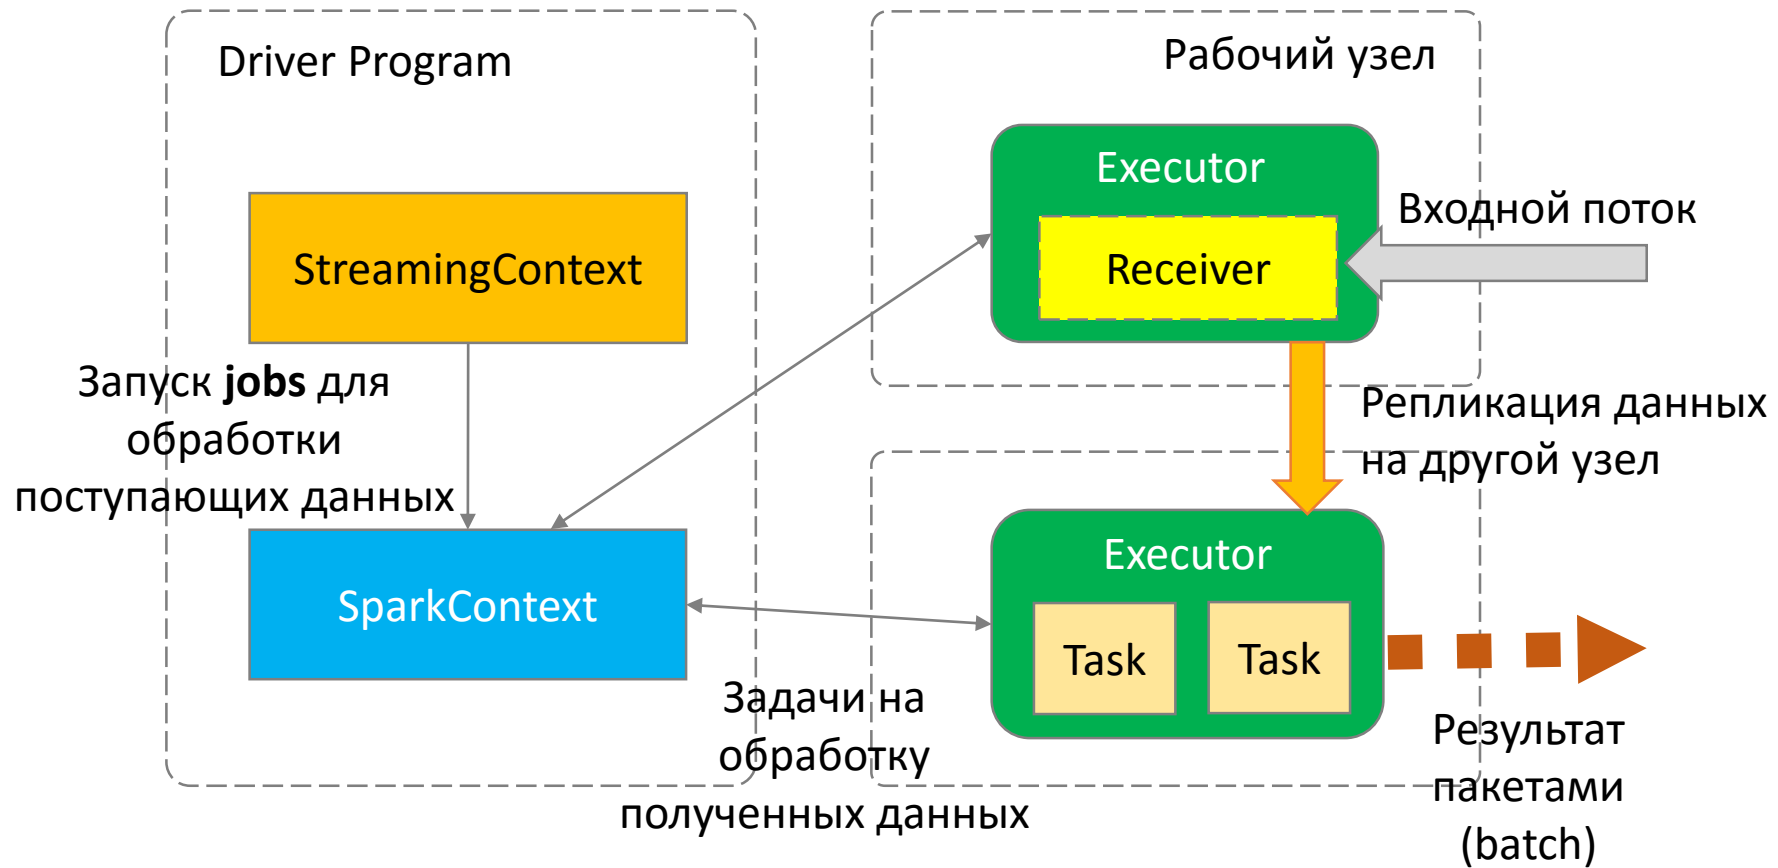 Driver Program
StreamingContext
Запуск jobs для
обработки
поступающих данных
SparkContext
Рабочий узел
Executor
Receiver
Входной поток
Репликация данных
на другой узел
Executor
Task
Task
Задачи на
обработку
полученных данных
Результат
пакетами
(batch)